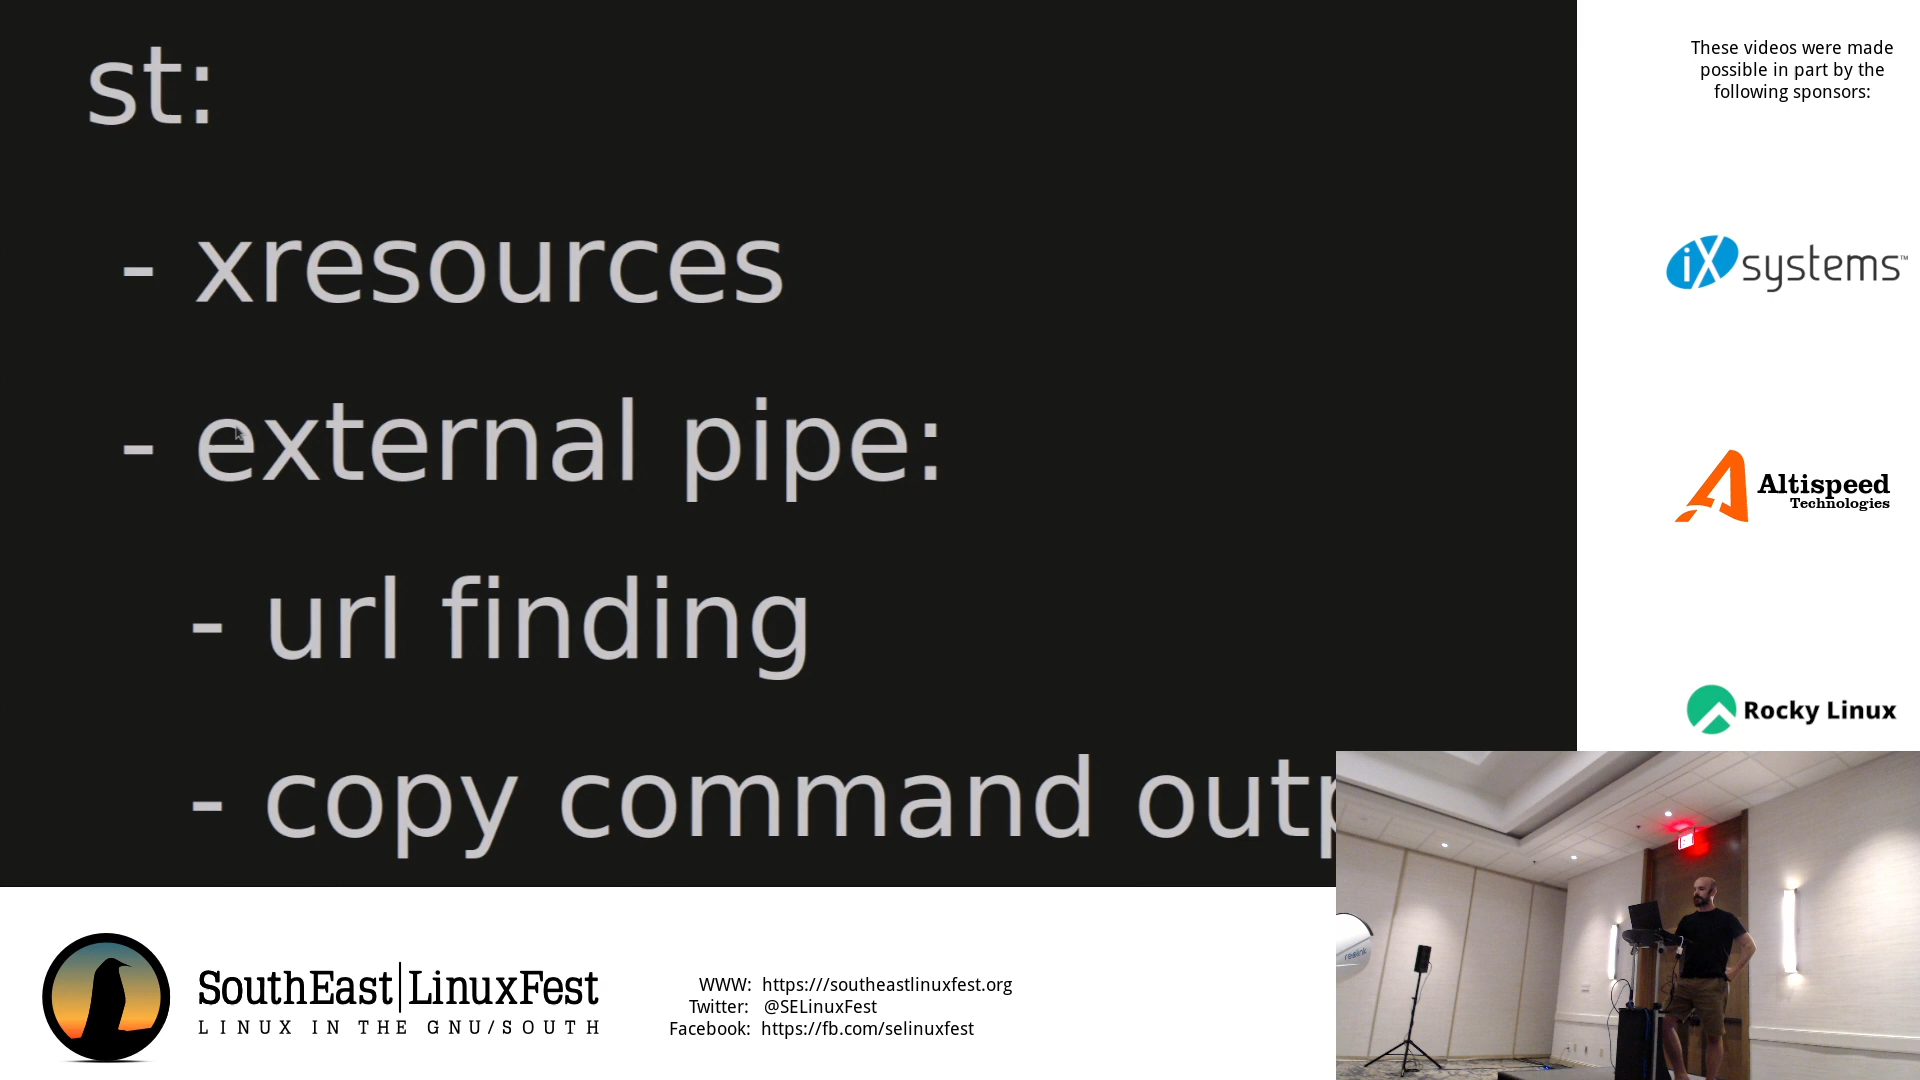 st:
- xresources
- external pipe:
- url finding
- copy command outp
These videos were made
possible in part by the
following sponsors:
iX systems™
Altispeed
Technologies
Rocky Linux
SouthEast LinuxFest
LINUX IN THE GNU/SOUTH
WWW: https:///southeastlinuxfest.org
Twitter: @SELinuxFest
Facebook: https://fb.com/selinuxfest